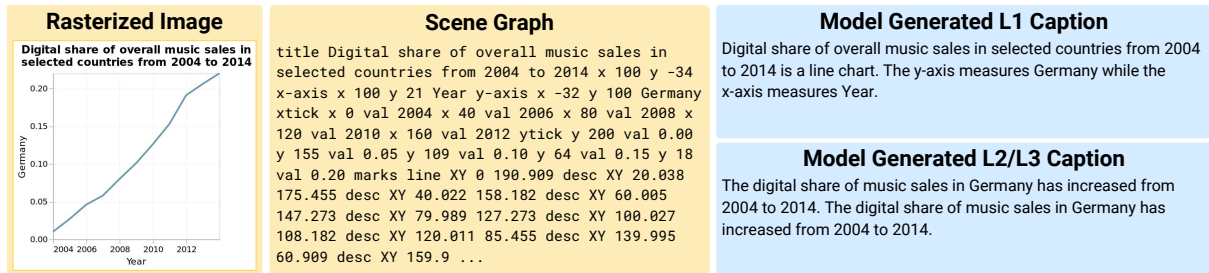 Rasterized Image
Digital share of overall music sales in
selected countries from 2004 to 2014
0.20
0.15
0.10
0.05
0.00
Germany
2004 2006 2008 2010 2012
Year
Scene Graph
title Digital share of overall music sales in
selected countries from 2004 to 2014 x 100 y -34
x-axis x 100 y 21 Year y-axis x -32 y 100 Germany
xtick x 0 val 2004 x 40 val 2006 x 80 val 2008 x
120 val 2010 x 160 val 2012 ytick y 200 val 0.00
y 155 val 0.05 y 109 val 0.10 y 64 val 0.15 y 18
val 0.20 marks line XY 0 190.909 desc XY 20.038
175.455 desc XY 40.022 158.182 desc XY 60.005
147.273 desc XY 79.989 127.273 desc XY 100.027
108.182 desc XY 120.011 85.455 desc XY 139.995
60.909 desc XY 159.9 ...
Model Generated L1 Caption
Digital share of overall music sales in selected countries from 2004
to 2014 is a line chart. The y-axis measures Germany while the
x-axis measures Year.
Model Generated L2/L3 Caption
The digital share of music sales in Germany has increased from
2004 to 2014. The digital share of music sales in Germany has
increased from 2004 to 2014.